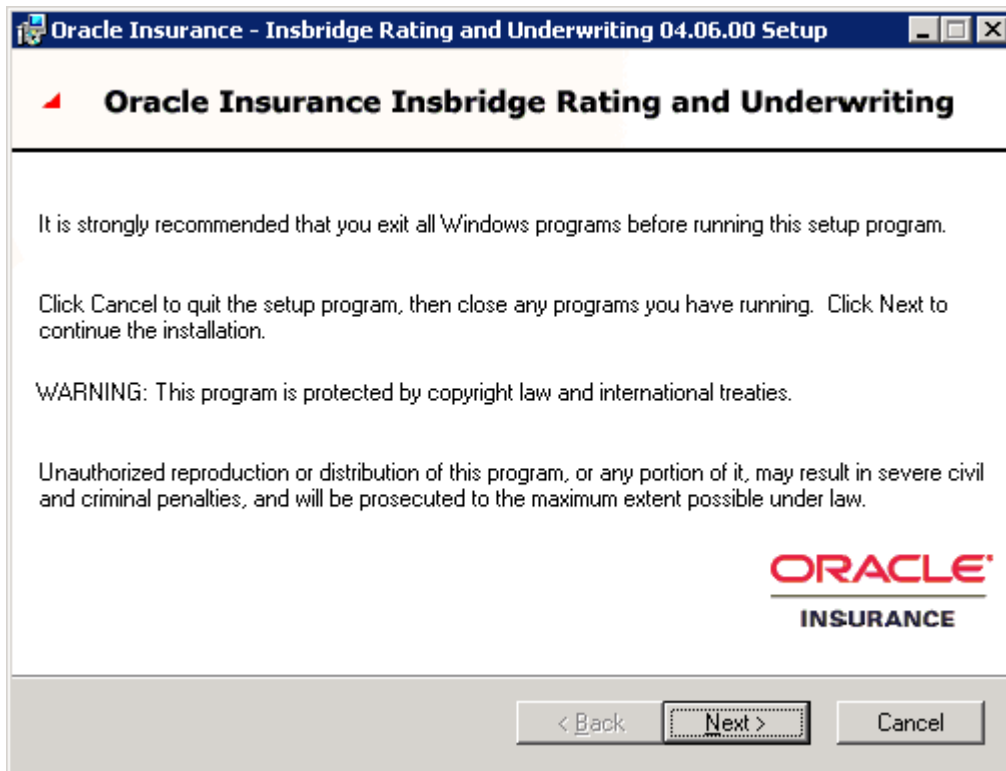 Oracle Insurance - Insbridge Rating and Underwriting 04.06.00 Setup
Oracle Insurance Insbridge Rating and Underwriting
It is strongly recommended that you exit all Windows programs before running this setup program.
Click Cancel to quit the setup program, then close any programs you have running.  Click Next to
continue the installation.
WARNING: This program is protected by copyright law and international treaties.
Unauthorized reproduction or distribution of this program, or any portion of it, may result in severe civil
and criminal penalties, and will be prosecuted to the maximum extent possible under law.
ORACLE
INSURANCE
< Back Next > Cancel